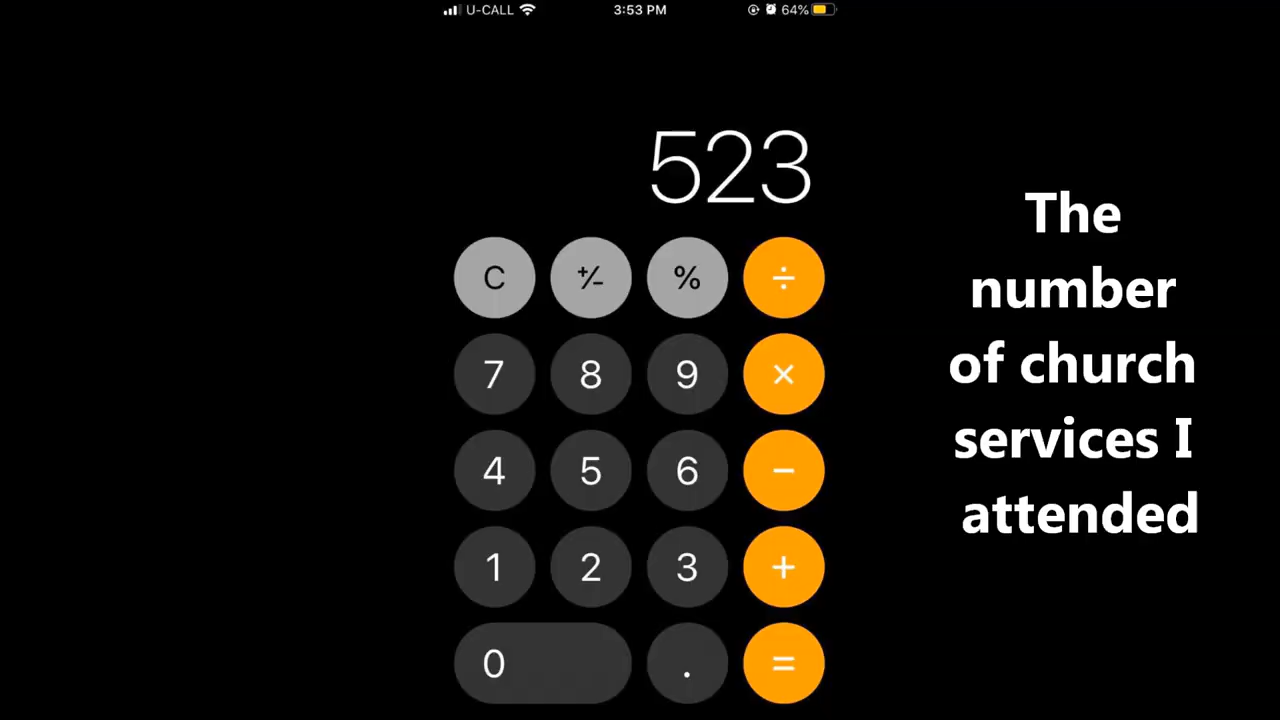 U-CALL 3:53 PM 64%
523
C ⁺⁄₋ % ÷
7 8 9 ×
4 5 6 −
1 2 3 +
0 . =
The
number
of church
services I
attended